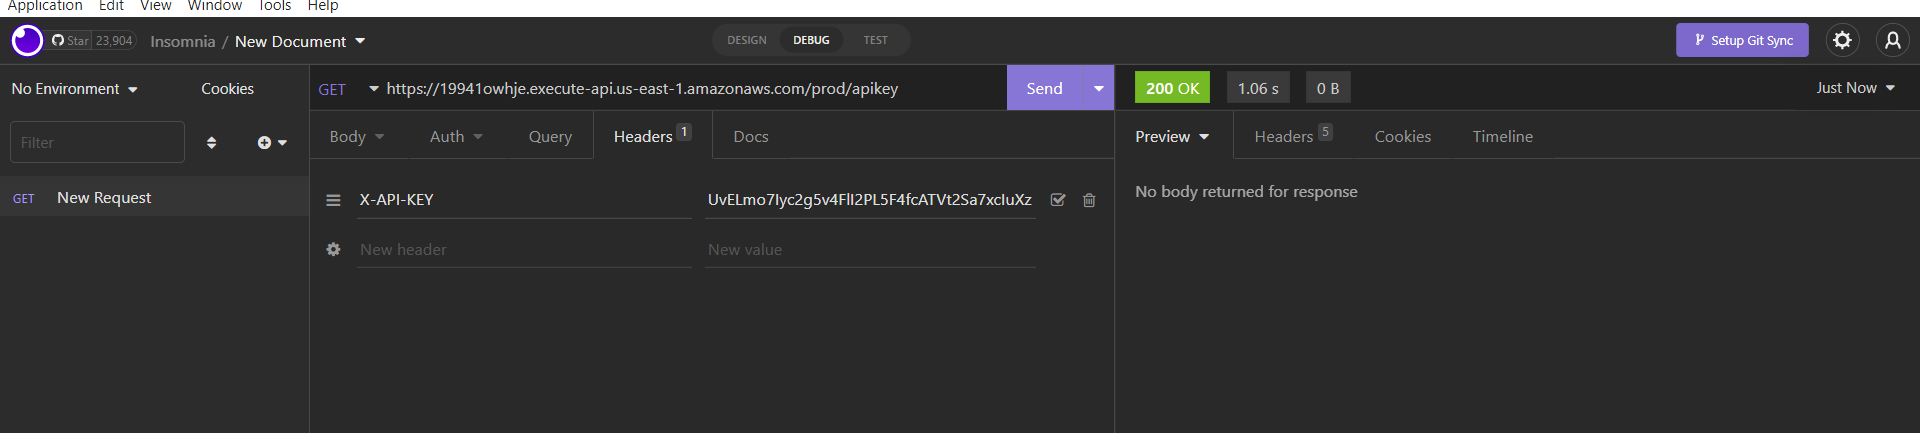 Application Edit View Window Tools Help
Star 23,904 Insomnia / New Document DESIGN DEBUG TEST Setup Git Sync
No Environment Cookies GET https://19941owhje.execute-api.us-east-1.amazonaws.com/prod/apikey Send 200 OK 1.06 s 0 B Just Now
Filter Body Auth Query Headers 1 Docs Preview Headers 5 Cookies Timeline
GET New Request X-API-KEY UvELmo7Iyc2g5v4FlI2PL5F4fcATVt2Sa7xcIuXz No body returned for response
New header New value